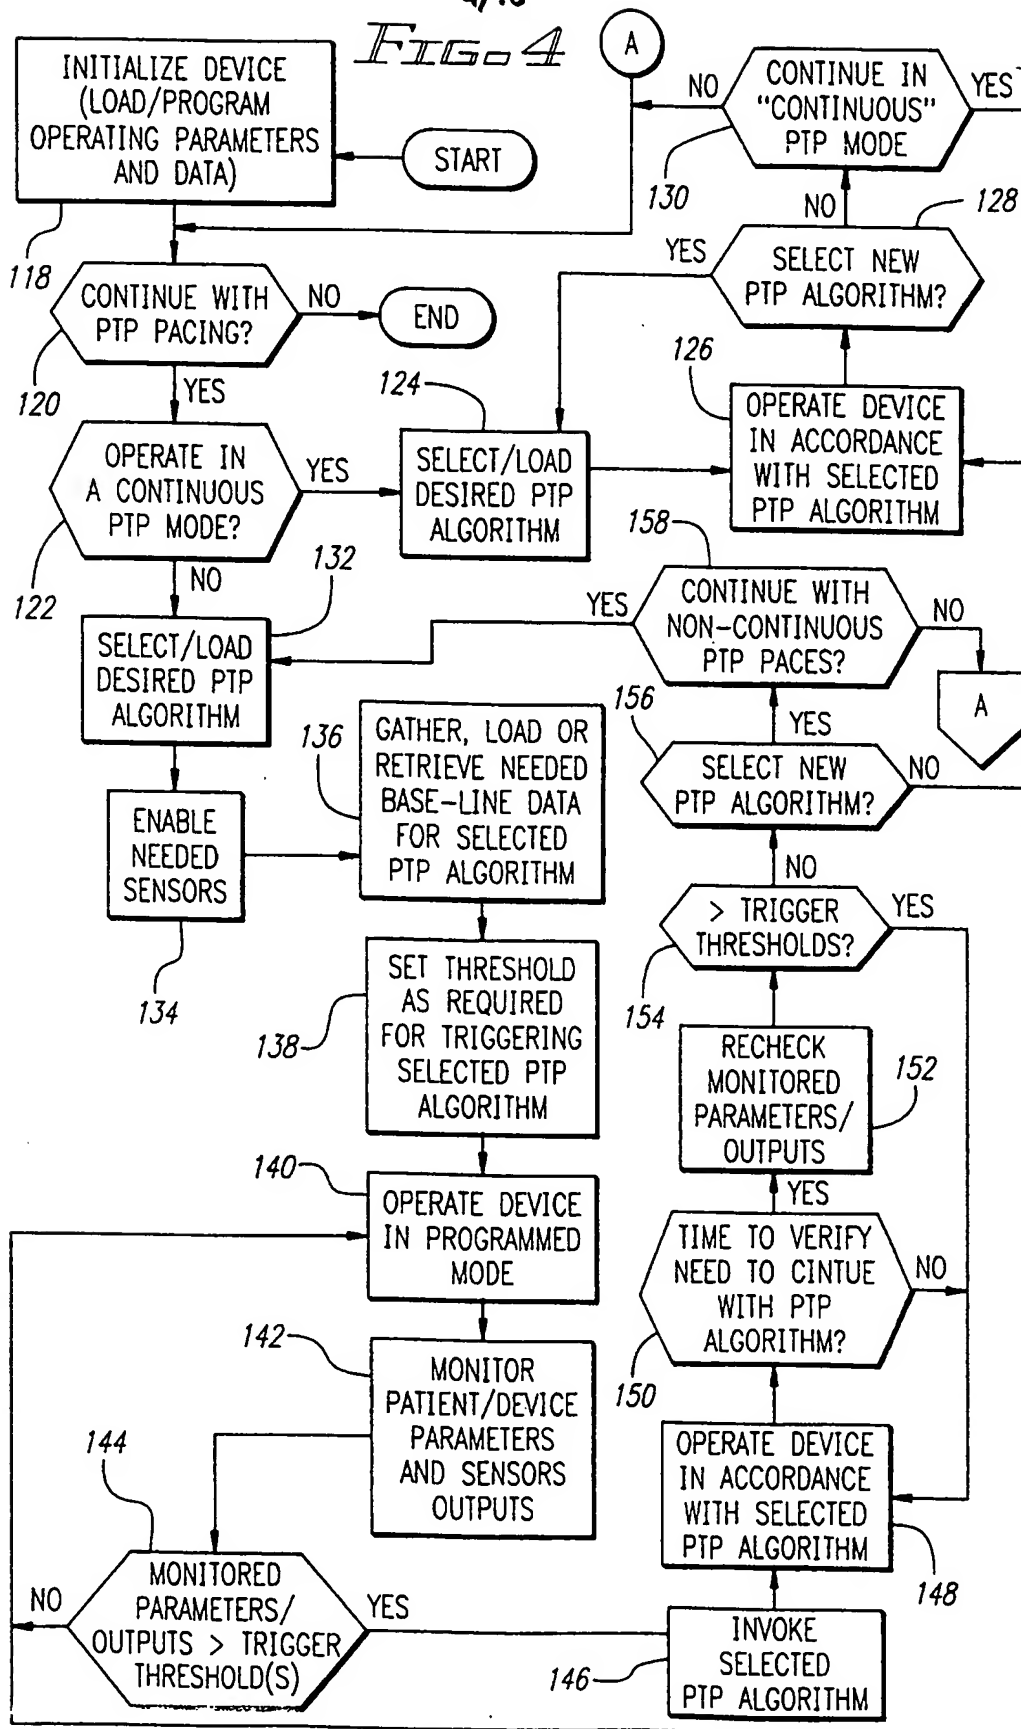 FIG. 4
A
INITIALIZE DEVICE
(LOAD/PROGRAM
OPERATING PARAMETERS
AND DATA)
START
118
CONTINUE WITH
PTP PACING?
NO
END
120
YES
OPERATE IN
A CONTINUOUS
PTP MODE?
YES
122
NO
124
SELECT/LOAD
DESIRED PTP
ALGORITHM
126
OPERATE DEVICE
IN ACCORDANCE
WITH SELECTED
PTP ALGORITHM
SELECT NEW
PTP ALGORITHM?
128
YES
NO
CONTINUE IN
"CONTINUOUS"
PTP MODE
130
NO
YES
132
SELECT/LOAD
DESIRED PTP
ALGORITHM
ENABLE
NEEDED
SENSORS
134
136
GATHER, LOAD OR
RETRIEVE NEEDED
BASE-LINE DATA
FOR SELECTED
PTP ALGORITHM
138
SET THRESHOLD
AS REQUIRED
FOR TRIGGERING
SELECTED PTP
ALGORITHM
140
OPERATE DEVICE
IN PROGRAMMED
MODE
142
MONITOR
PATIENT/DEVICE
PARAMETERS
AND SENSORS
OUTPUTS
144
MONITORED
PARAMETERS/
OUTPUTS > TRIGGER
THRESHOLD(S)
NO
YES
146
INVOKE
SELECTED
PTP ALGORITHM
OPERATE DEVICE
IN ACCORDANCE
WITH SELECTED
PTP ALGORITHM
148
TIME TO VERIFY
NEED TO CINTUE
WITH PTP
ALGORITHM?
150
NO
YES
RECHECK
MONITORED
PARAMETERS/
OUTPUTS
152
> TRIGGER
THRESHOLDS?
154
YES
NO
156
SELECT NEW
PTP ALGORITHM?
NO
YES
158
CONTINUE WITH
NON-CONTINUOUS
PTP PACES?
YES
NO
A